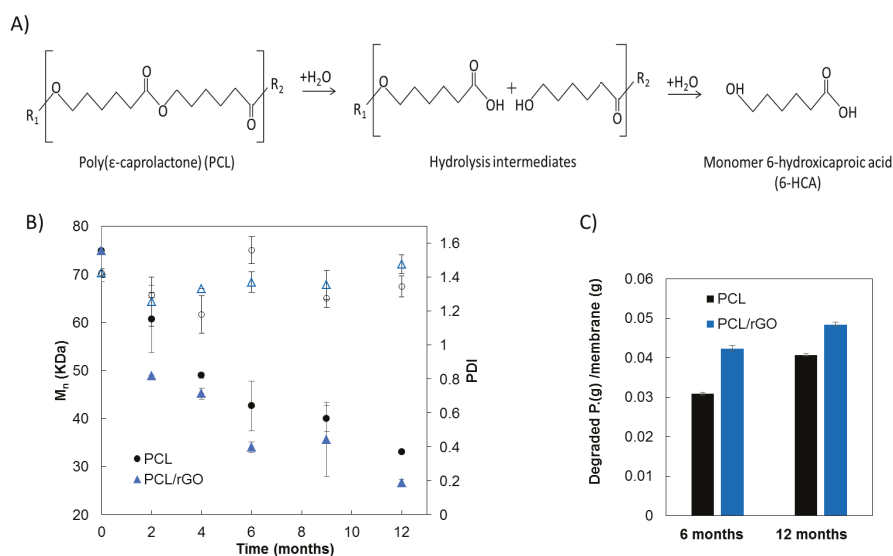 A)
O
O
O
O
R1
R2
+H2O
O
O
OH
+
HO
O
R1
R2
+H2O
OH
O
OH
Poly(ε-caprolactone) (PCL)
Hydrolysis intermediates
Monomer 6-hydroxicaproic acid
(6-HCA)
B)
80
70
60
50
40
30
20
Mn (KDa)
1.6
1.4
1.2
1
0.8
0.6
0.4
0.2
0
PDI
PCL
PCL/rGO
0
2
4
6
8
10
12
Time (months)
C)
0.06
0.05
0.04
0.03
0.02
0.01
0
Degraded P.(g) /membrane (g)
PCL
PCL/rGO
6 months
12 months